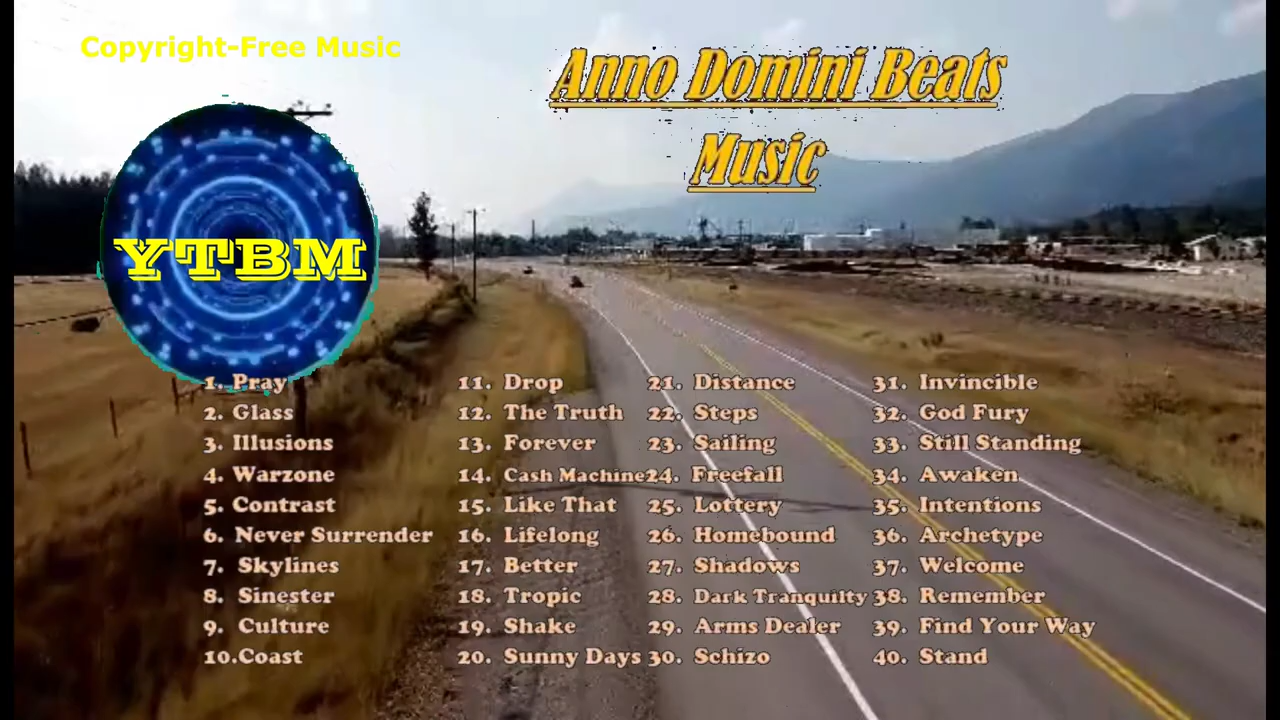 Copyright-Free Music
Anno Domini Beats
Music
YTBM
1. Pray
2. Glass
3. Illusions
4. Warzone
5. Contrast
6. Never Surrender
7. Skylines
8. Sinester
9. Culture
10.Coast
11. Drop
12. The Truth
13. Forever
14. Cash Machine
15. Like That
16. Lifelong
17. Better
18. Tropic
19. Shake
20. Sunny Days
21. Distance
22. Steps
23. Sailing
24. Freefall
25. Lottery
26. Homebound
27. Shadows
28. Dark Tranquilty
29. Arms Dealer
30. Schizo
31. Invincible
32. God Fury
33. Still Standing
34. Awaken
35. Intentions
36. Archetype
37. Welcome
38. Remember
39. Find Your Way
40. Stand